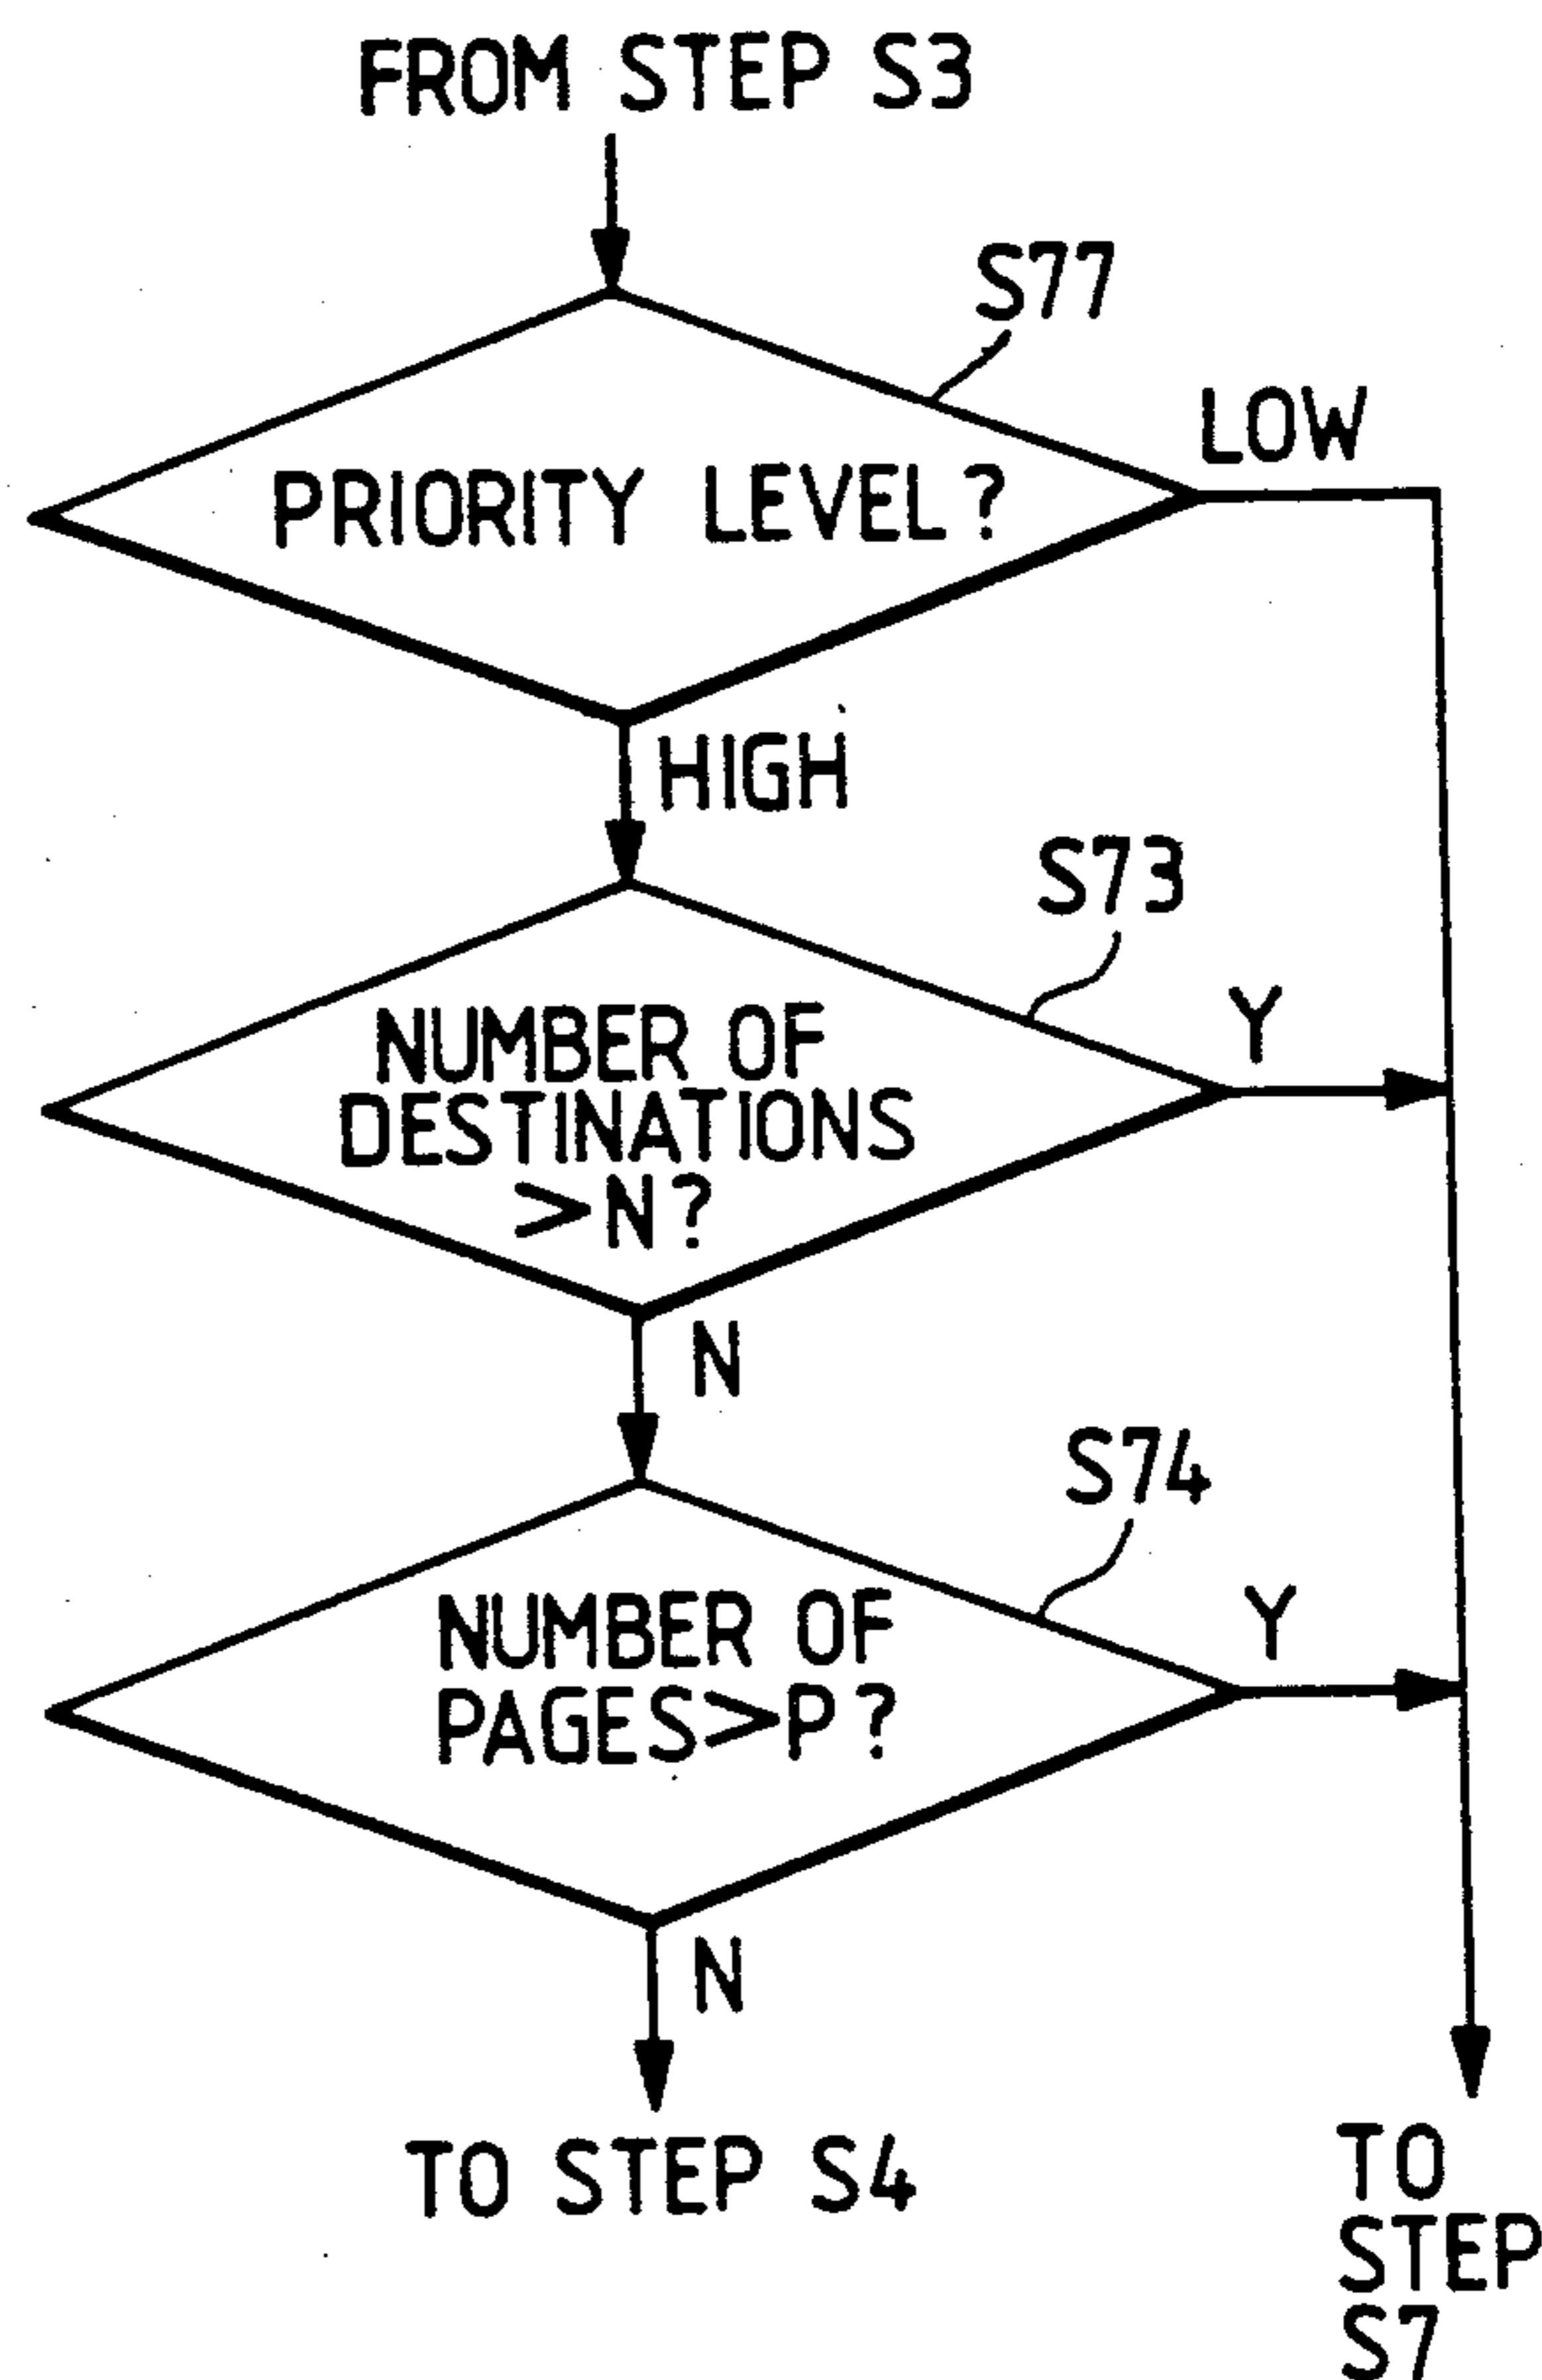 FROM STEP S3
S77
LOW
PRIORITY LEVEL?
HIGH
S73
Y
NUMBER OF
DESTINATIONS
>N?
N
S74
Y
NUMBER OF
PAGES>P?
N
TO STEP S4
TO
STEP
S7